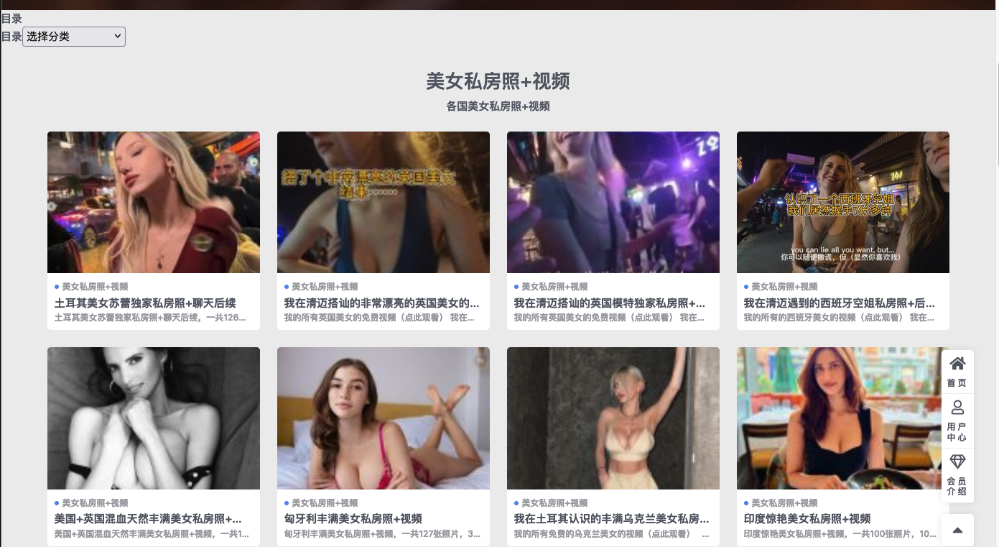 目录
目录 选择分类
美女私房照+视频
各国美女私房照+视频
搭了个非常漂亮的英国美女
结果······
认识了一个西班牙空姐
我们居然握手7分多钟
you can lie all you want, but...
你可以随便撒谎，但（显然你喜欢我）
美女私房照+视频
土耳其美女苏蕾独家私房照+聊天后续
土耳其美女苏蕾独家私房照+聊天后续，一共126...
美女私房照+视频
我在清迈搭讪的非常漂亮的英国美女的...
我的所有英国美女的免费视频（点此观看） 我在...
美女私房照+视频
我在清迈搭讪的英国模特独家私房照+...
我的所有英国美女的免费视频（点此观看） 我在...
美女私房照+视频
我在清迈遇到的西班牙空姐私房照+后...
我的所有的西班牙美女的视频（点此观看） 我在...
美女私房照+视频
美国+英国混血天然丰满美女私房照+...
美国+英国混血天然丰满美女私房照+视频，一共1...
美女私房照+视频
匈牙利丰满美女私房照+视频
匈牙利丰满美女私房照+视频，一共127张照片，3...
美女私房照+视频
我在土耳其认识的丰满乌克兰美女私房...
我的所有免费的乌克兰美女的视频（点此观看） ...
美女私房照+视频
印度惊艳美女私房照+视频
印度惊艳美女私房照+视频，一共100张照片，10...
首页
用户
中心
会员
介绍